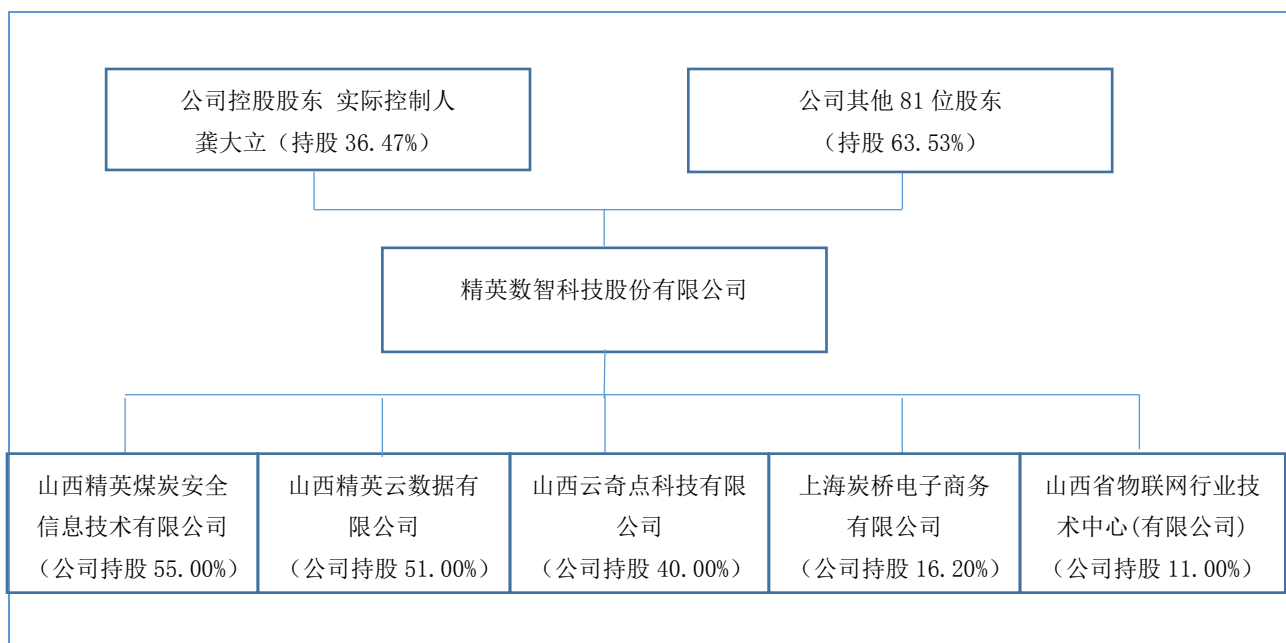 公司控股股东 实际控制人
龚大立（持股 36.47%）
公司其他 81 位股东
（持股 63.53%）
精英数智科技股份有限公司
山西精英煤炭安全
信息技术有限公司
（公司持股 55.00%）
山西精英云数据有
限公司
（公司持股 51.00%）
山西云奇点科技有限
公司
（公司持股 40.00%）
上海炭桥电子商务
有限公司
（公司持股 16.20%）
山西省物联网行业技
术中心(有限公司)
（公司持股 11.00%）